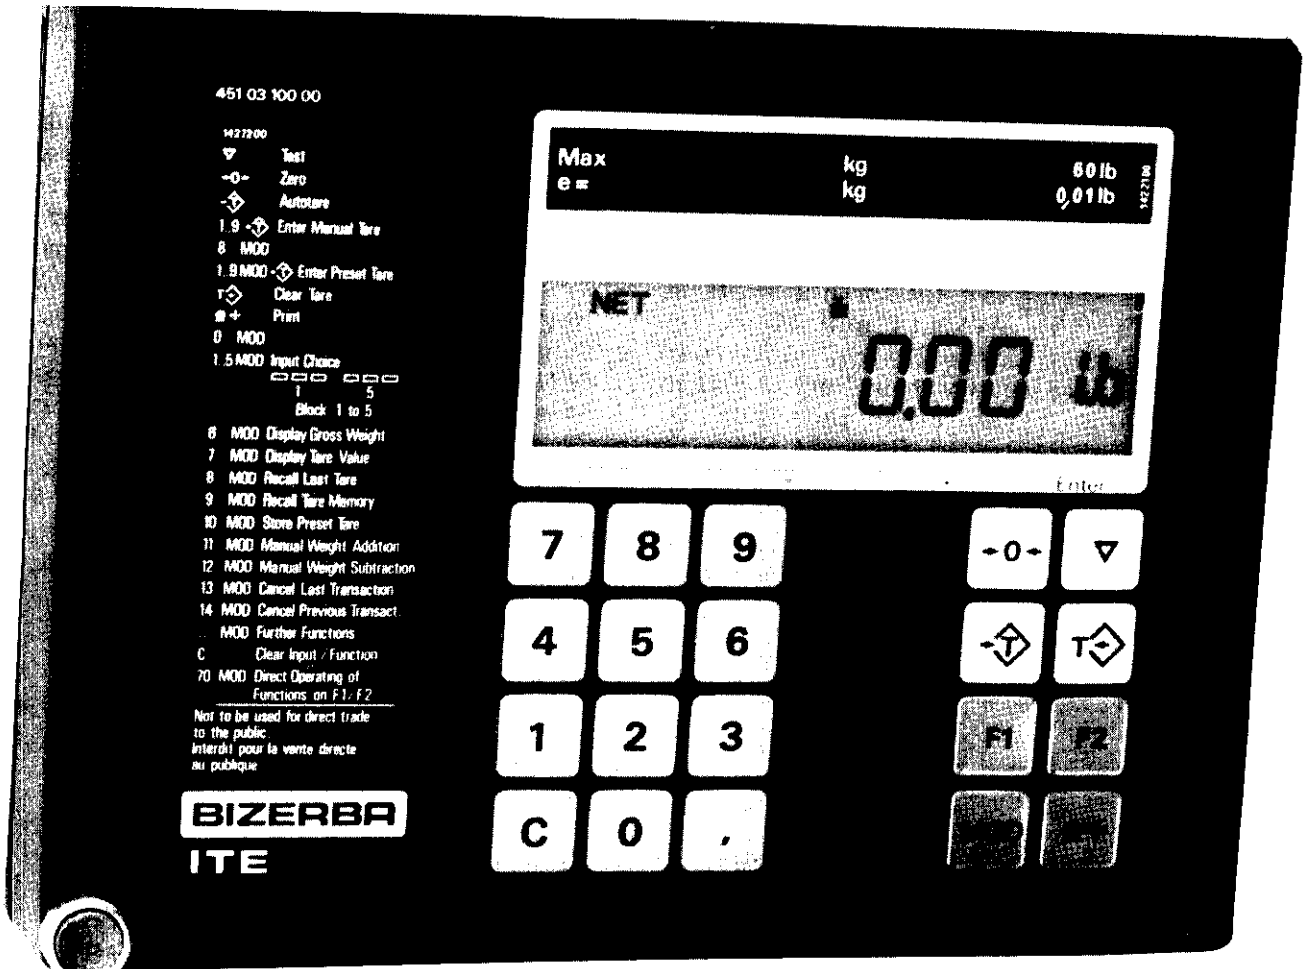 451 03 100 00
1427200
▽ Test
→0← Zero
Autotare
1..9 T Enter Manual Tare
8 MOD
1..9 MOD T Enter Preset Tare
T Clear Tare
Print
0 MOD
1..5 MOD Input Choice
1 5
Block 1 to 5
6 MOD Display Gross Weight
7 MOD Display Tare Value
8 MOD Recall Last Tare
9 MOD Recall Tare Memory
10 MOD Store Preset Tare
11 MOD Manual Weight Addition
12 MOD Manual Weight Subtraction
13 MOD Cancel Last Transaction
14 MOD Cancel Previous Transact.
.. MOD Further Functions
C Clear Input / Function
70 MOD Direct Operating of
Functions on F1/F2
Not to be used for direct trade
to the public.
Interdit pour la vente directe
au publique
BIZERBA
ITE
Max kg 60 lb
e = kg 0,01 lb
1422100
NET
0.00 lb
Enter
7 8 9 →0← ▽
4 5 6 T T
1 2 3 F1 F2
C 0 ,